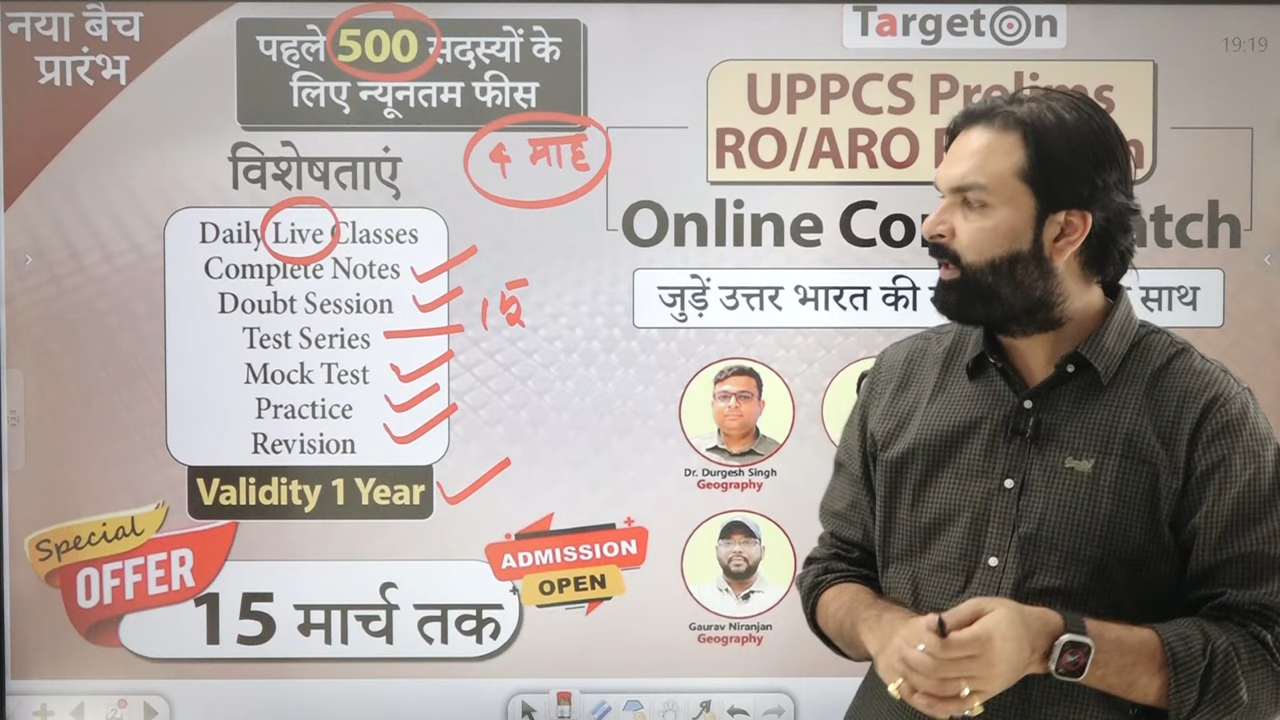 नया बैच
प्रारंभ
पहले 500 सदस्यों के
लिए न्यूनतम फीस
TargetOn
19:19
UPPCS Prelims
RO/ARO
4 माह
विशेषताएं
Online
जुड़ें उत्तर भारत की
साथ
Daily Live Classes
Complete Notes
Doubt Session
Test Series
Mock Test
Practice
Revision
15
Validity 1 Year
Dr. Durgesh Singh
Geography
Special
OFFER
15 मार्च तक
ADMISSION
OPEN
Gaurav Niranjan
Geography